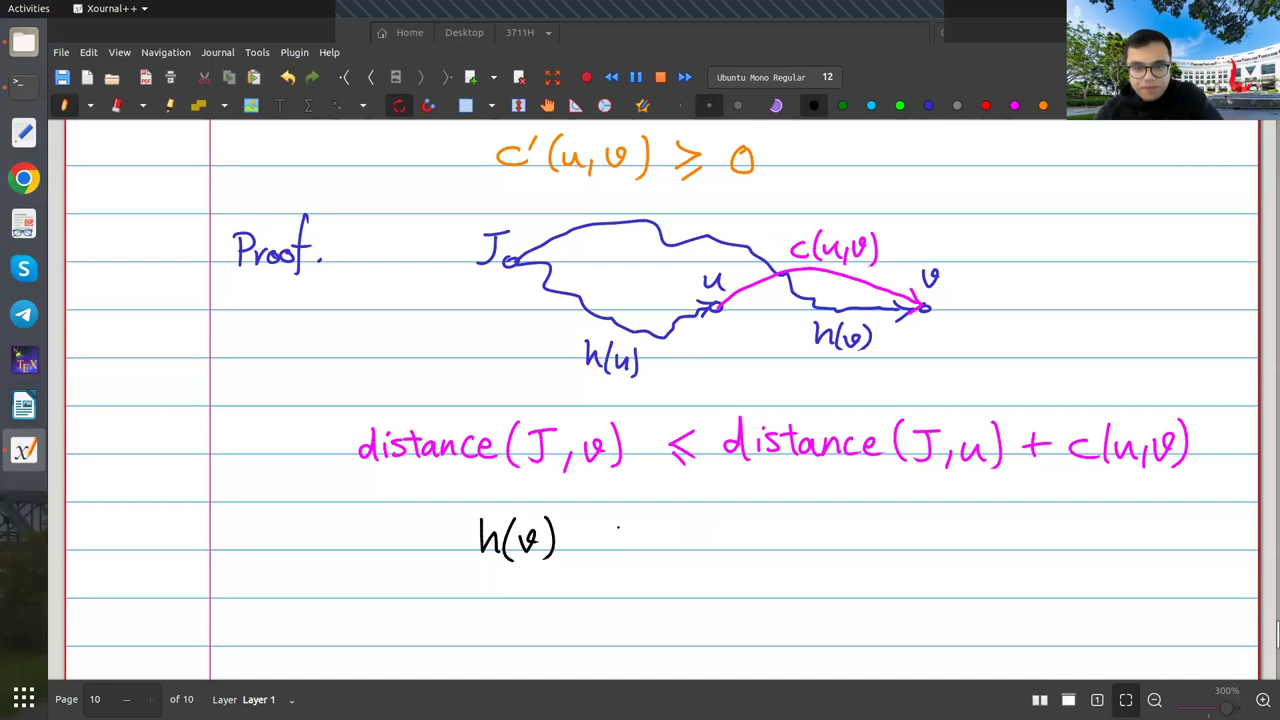 Activities Xournal++
Home Desktop 3711H
File Edit View Navigation Journal Tools Plugin Help
Ubuntu Mono Regular 12
c'(u,v) ⩾ 0
Proof.
J
c(u,v)
u
v
h(u)
h(v)
distance(J,v) ⩽ distance(J,u) + c(u,v)
h(v)
Page 10 of 10 Layer Layer 1 300%